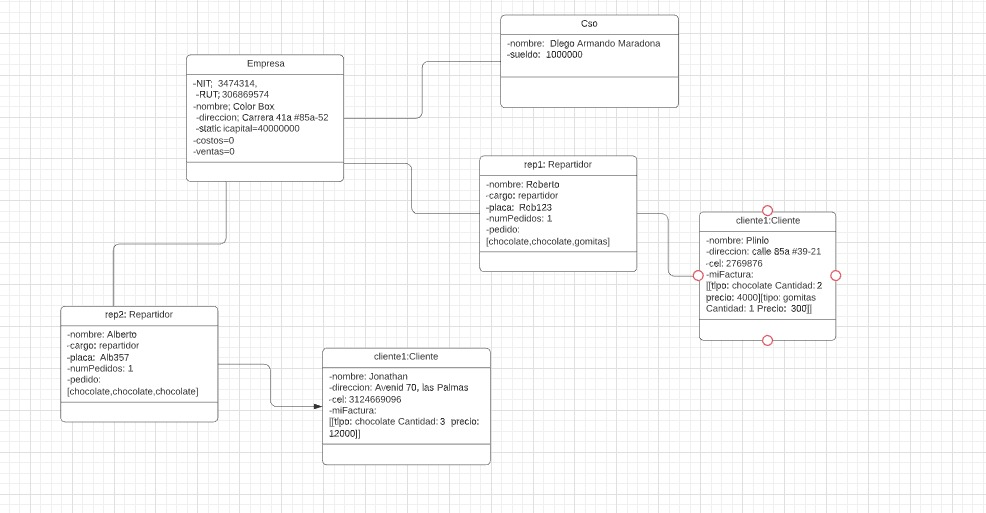 Cso
-nombre: Diego Armando Maradona
-sueldo: 1000000
Empresa
-NIT; 3474314,
-RUT; 306869574
-nombre; Color Box
-direccion; Carrera 41a #85a-52
-static icapital=40000000
-costos=0
-ventas=0
rep1: Repartidor
-nombre: Roberto
-cargo: repartidor
-placa: Rob123
-numPedidos: 1
-pedido:
[chocolate,chocolate,gomitas]
cliente1:Cliente
-nombre: Plinio
-direccion: calle 85a #39-21
-cel: 2769876
-miFactura:
[[tipo: chocolate Cantidad: 2
precio: 4000][tipo: gomitas
Cantidad: 1 Precio: 300]]
rep2: Repartidor
-nombre: Alberto
-cargo: repartidor
-placa: Alb357
-numPedidos: 1
-pedido:
[chocolate,chocolate,chocolate]
cliente1:Cliente
-nombre: Jonathan
-direccion: Avenid 70, las Palmas
-cel: 3124669096
-miFactura:
[[tipo: chocolate Cantidad: 3 precio:
12000]]